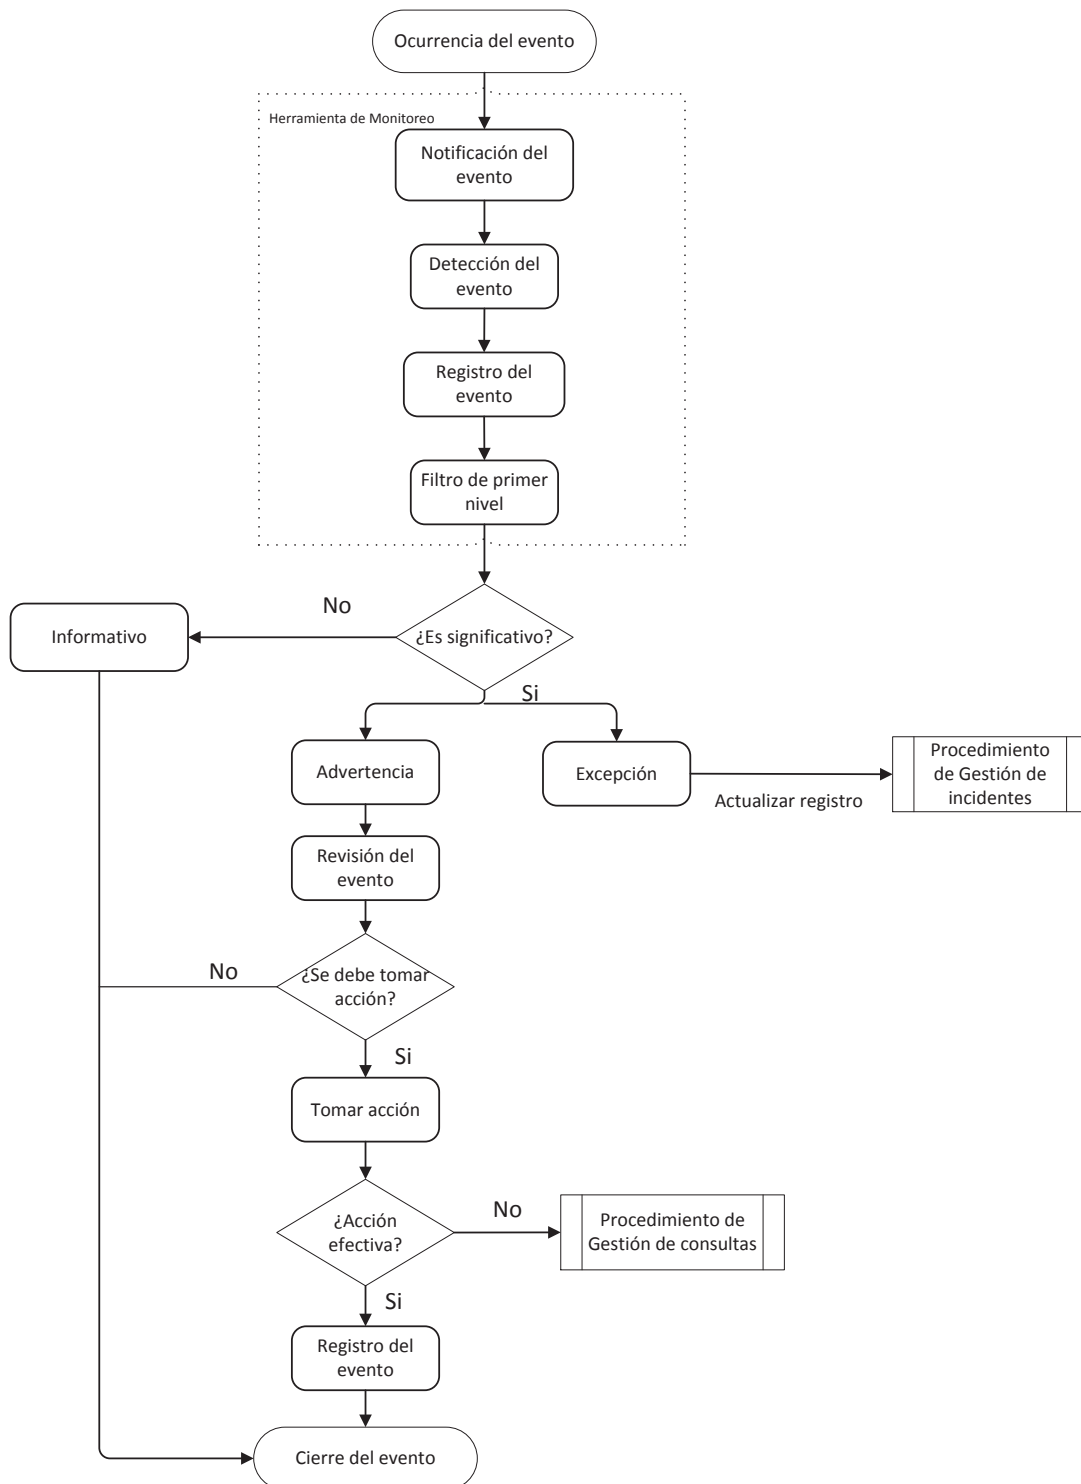 Ocurrencia del evento
Herramienta de Monitoreo
Notificación del
evento
Detección del
evento
Registro del
evento
Filtro de primer
nivel
No
Informativo
¿Es significativo?
Si
Advertencia
Excepción
Actualizar registro
Procedimiento
de Gestión de
incidentes
Revisión del
evento
No
¿Se debe tomar
acción?
Si
Tomar acción
¿Acción
efectiva?
No
Procedimiento de
Gestión de consultas
Si
Registro del
evento
Cierre del evento